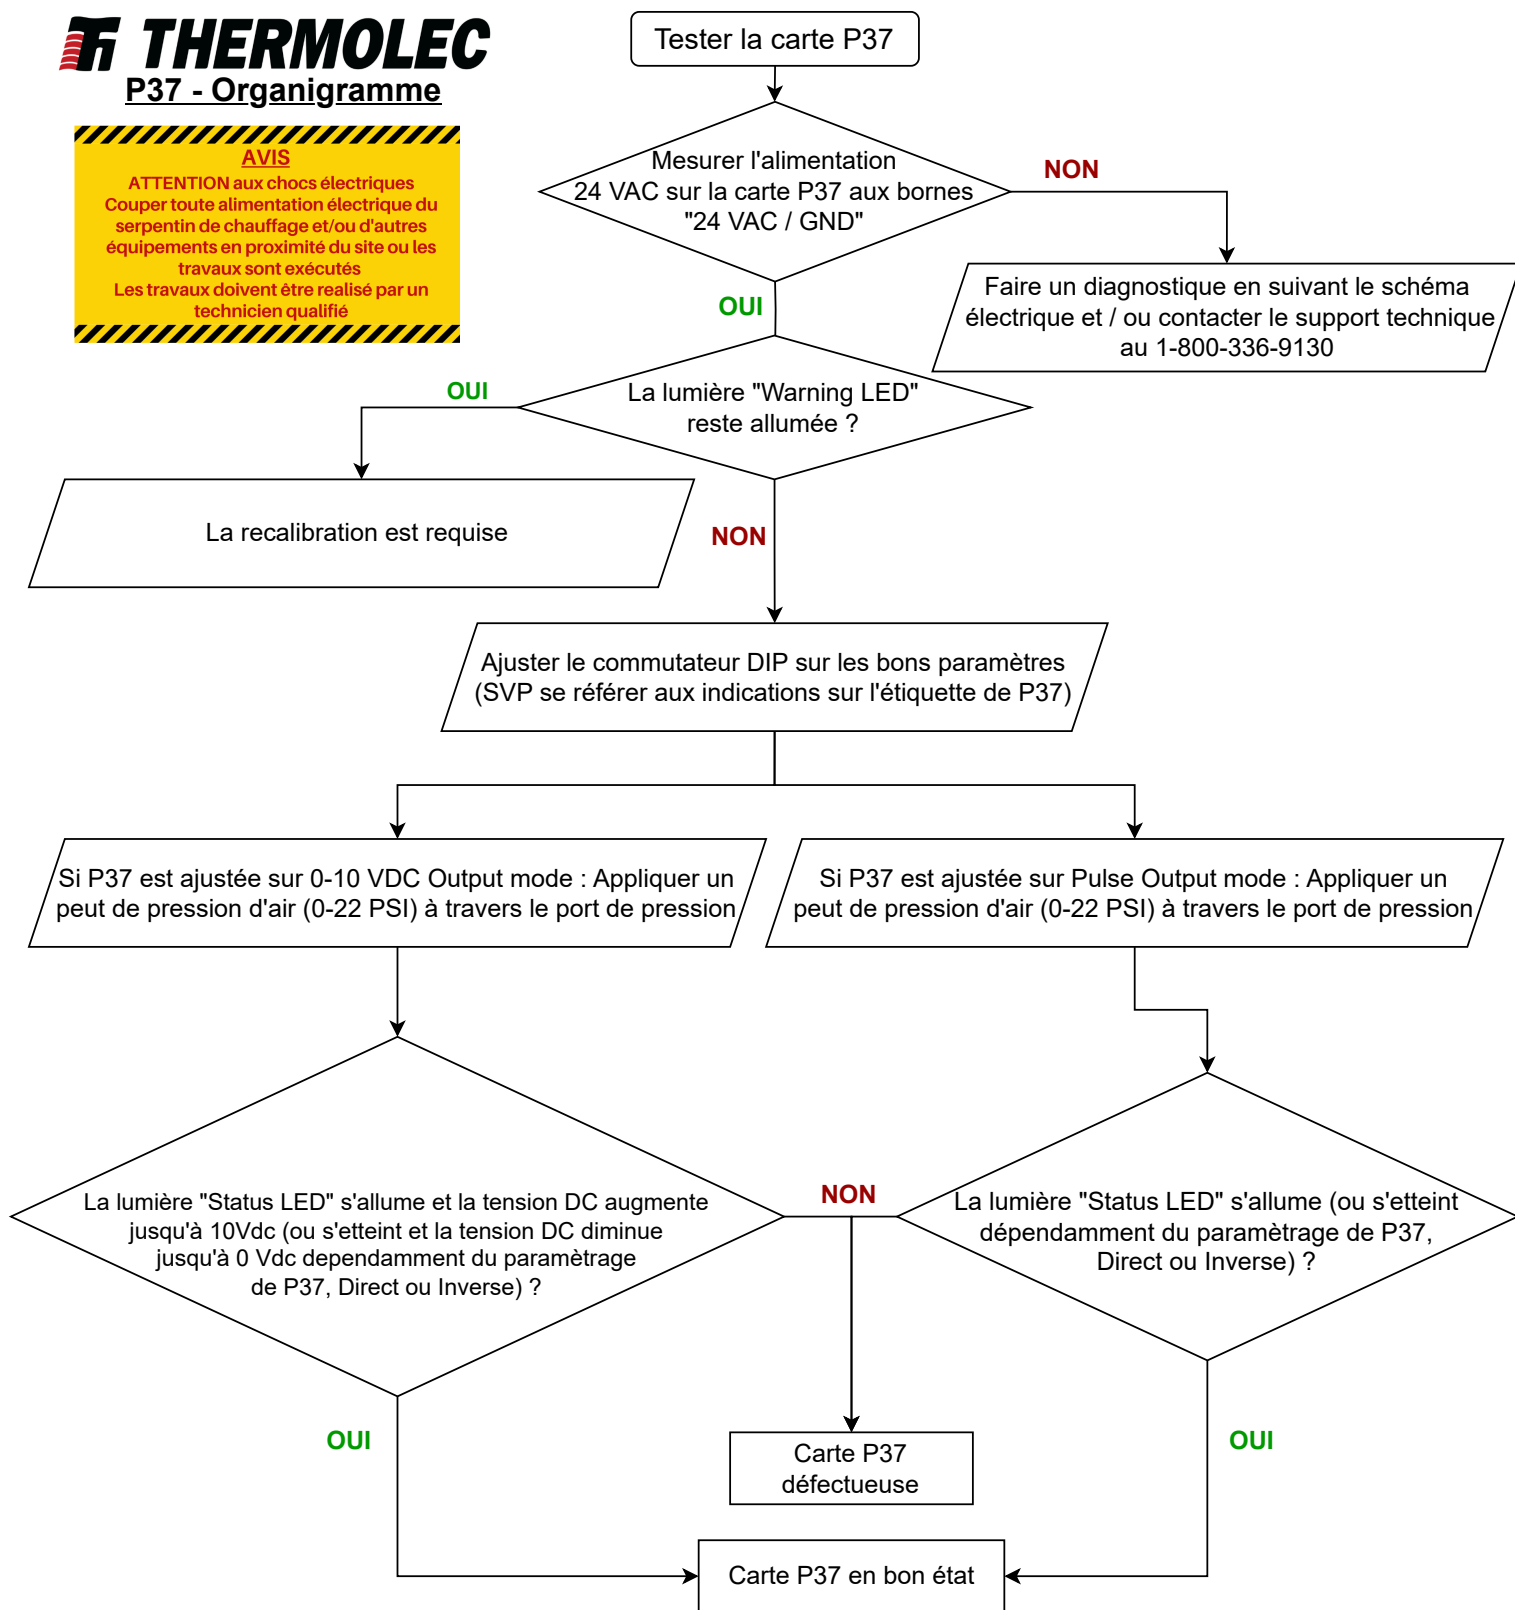 THERMOLEC
P37 - Organigramme
AVIS
ATTENTION aux chocs électriques
Couper toute alimentation électrique du
serpentin de chauffage et/ou d'autres
équipements en proximité du site ou les
travaux sont exécutés
Les travaux doivent être realisé par un
technicien qualifié
Tester la carte P37
Mesurer l'alimentation
24 VAC sur la carte P37 aux bornes
"24 VAC / GND"
NON
Faire un diagnostique en suivant le schéma
électrique et / ou contacter le support technique
au 1-800-336-9130
OUI
La lumière "Warning LED"
reste allumée ?
OUI
La recalibration est requise
NON
Ajuster le commutateur DIP sur les bons paramètres
(SVP se référer aux indications sur l'étiquette de P37)
Si P37 est ajustée sur 0-10 VDC Output mode : Appliquer un
peut de pression d'air (0-22 PSI) à travers le port de pression
Si P37 est ajustée sur Pulse Output mode : Appliquer un
peut de pression d'air (0-22 PSI) à travers le port de pression
La lumière "Status LED" s'allume et la tension DC augmente
jusqu'à 10Vdc (ou s'etteint et la tension DC diminue
jusqu'à 0 Vdc dependamment du paramètrage
de P37, Direct ou Inverse) ?
NON
La lumière "Status LED" s'allume (ou s'etteint
dépendamment du paramètrage de P37,
Direct ou Inverse) ?
OUI
Carte P37
défectueuse
OUI
Carte P37 en bon état